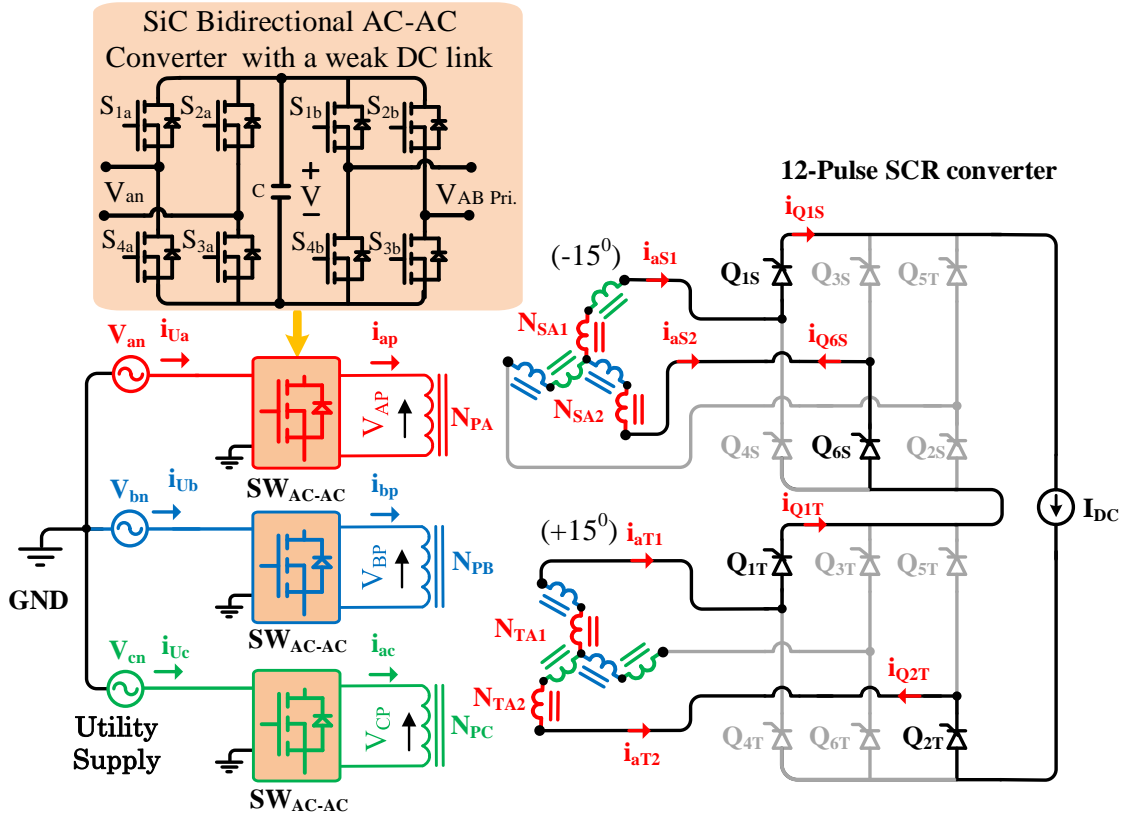 SiC Bidirectional AC-AC
Converter with a weak DC link
S1a
S2a
S1b
S2b
Van
C
+
V
−
VAB Pri.
S4a
S3a
S4b
S3b
12-Pulse SCR converter
iQ1S
(-15⁰)
iaS1
Q1S
Q3S
Q5T
NSA1
iaS2
iQ6S
NSA2
Q4S
Q6S
Q2S
Van
iUa
iap
VAP
NPA
SWAC-AC
iQ1T
IDC
(+15⁰)
iaT1
Q1T
Q3T
Q5T
Vbn
iUb
ibp
VBP
NPB
GND
SWAC-AC
NTA1
NTA2
iQ2T
Vcn
iUc
iac
VCP
NPC
iaT2
Q4T
Q6T
Q2T
Utility
Supply
SWAC-AC